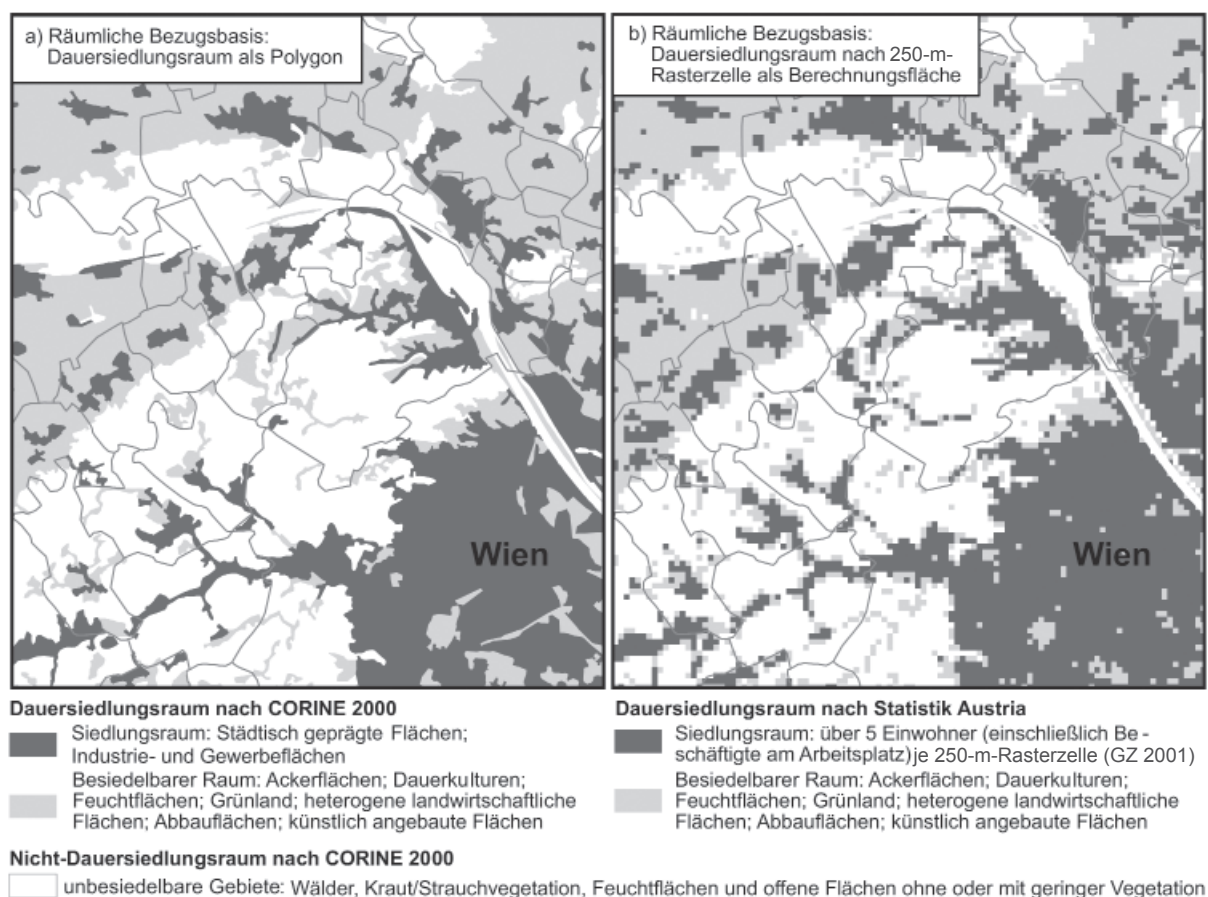 a) Räumliche Bezugsbasis:
Dauersiedlungsraum als Polygon
b) Räumliche Bezugsbasis:
Dauersiedlungsraum nach 250-m-
Rasterzelle als Berechnungsfläche
Wien
Wien
Dauersiedlungsraum nach CORINE 2000
Siedlungsraum: Städtisch geprägte Flächen;
Industrie- und Gewerbeflächen
Besiedelbarer Raum: Ackerflächen; Dauerkulturen;
Feuchtflächen; Grünland; heterogene landwirtschaftliche
Flächen; Abbauflächen; künstlich angebaute Flächen
Dauersiedlungsraum nach Statistik Austria
Siedlungsraum: über 5 Einwohner (einschließlich Be-
schäftigte am Arbeitsplatz) je 250-m-Rasterzelle (GZ 2001)
Besiedelbarer Raum: Ackerflächen; Dauerkulturen;
Feuchtflächen; Grünland; heterogene landwirtschaftliche
Flächen; Abbauflächen; künstlich angebaute Flächen
Nicht-Dauersiedlungsraum nach CORINE 2000
unbesiedelbare Gebiete: Wälder, Kraut/Strauchvegetation, Feuchtflächen und offene Flächen ohne oder mit geringer Vegetation